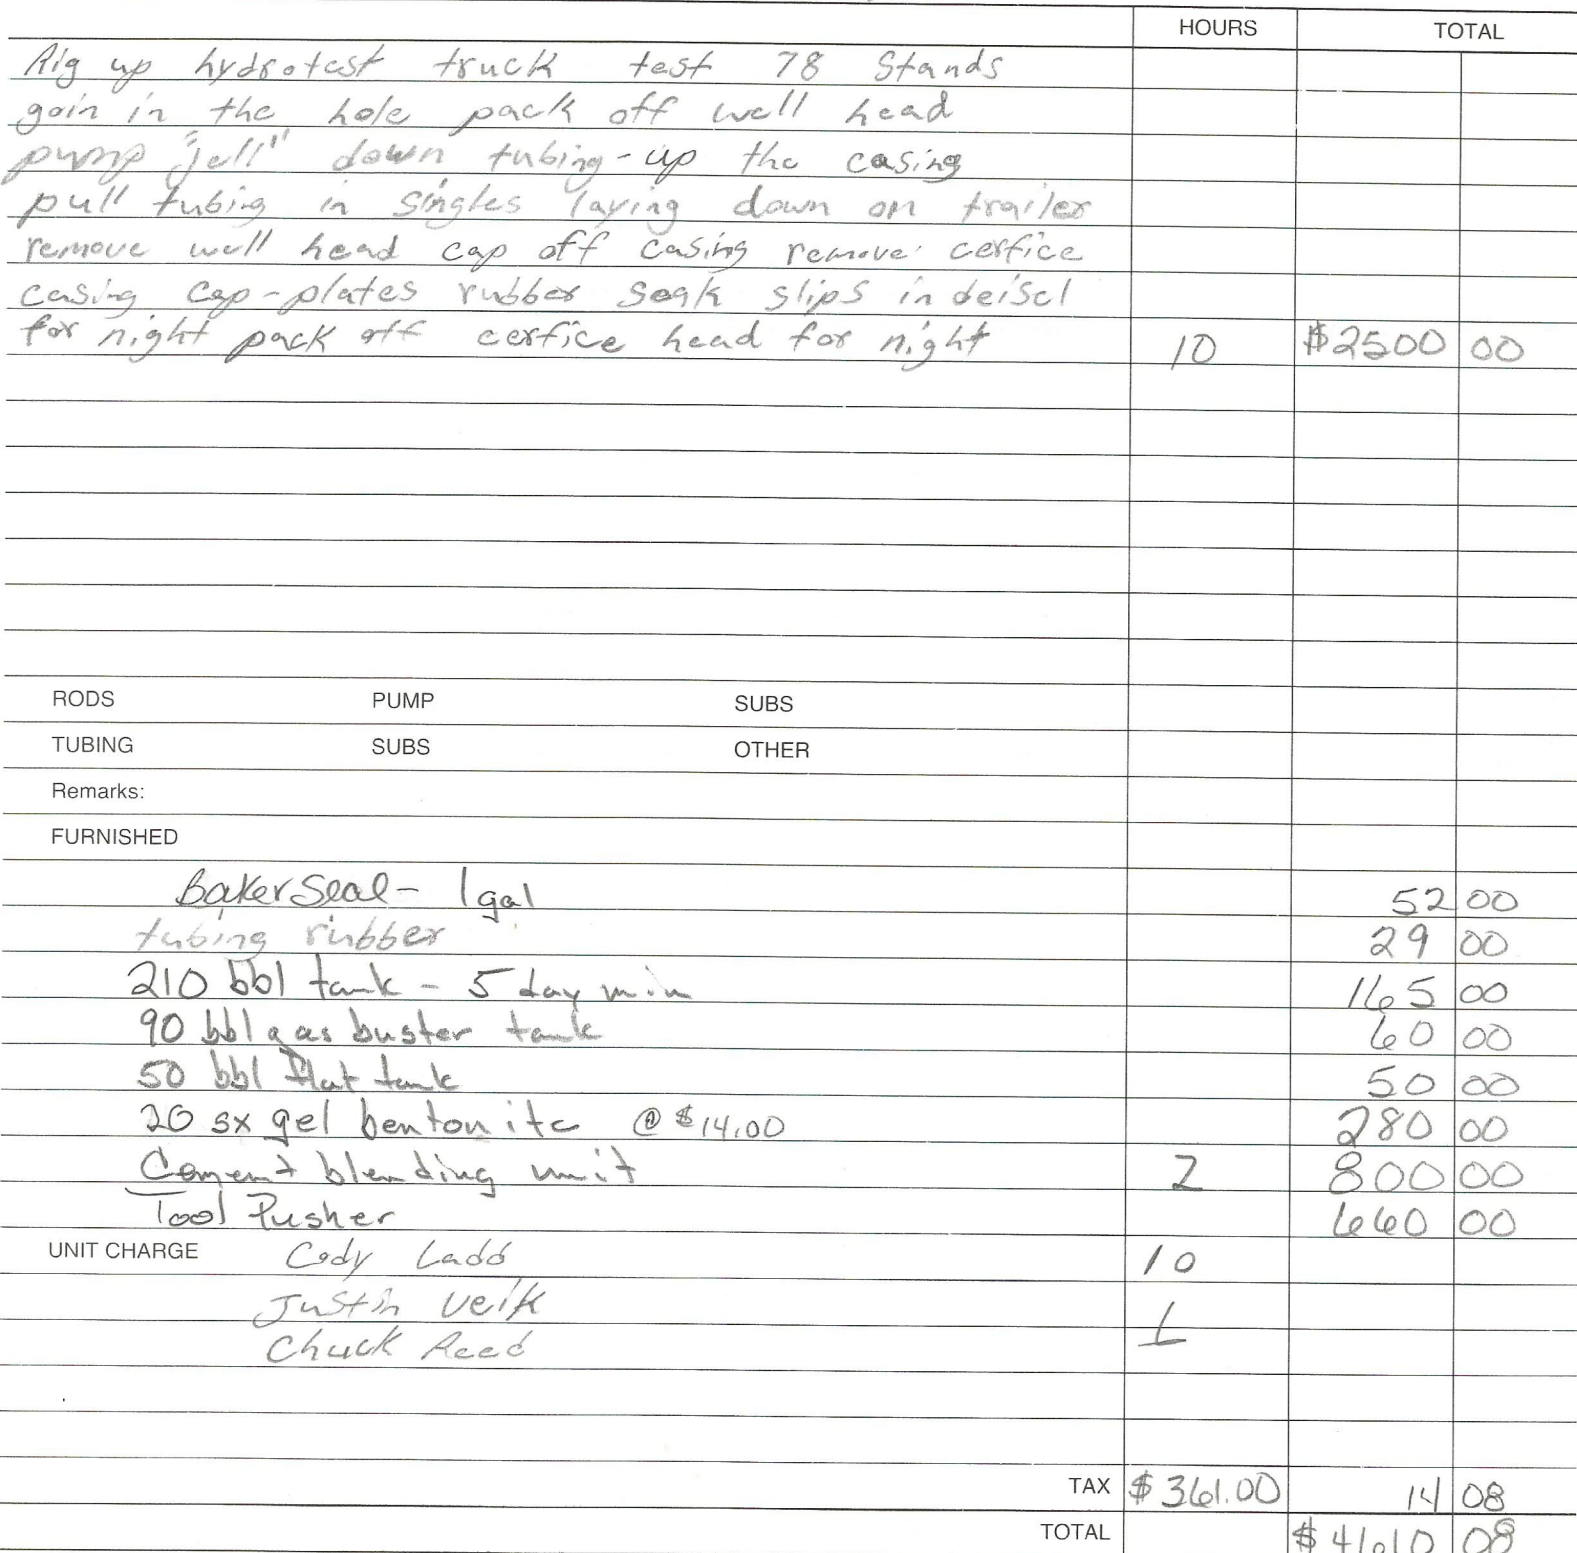 HOURS TOTAL
Rig up hydrotest truck test 78 Stands
goin in the hole pack off well head
pump "jell" down tubing - up the casing
pull tubing in singles laying down on trailer
remove well head cap off casing remove cerfice
casing cap-plates rubber soak slips in deisel
for night pack off cerfice head for night 10 $2500 00
RODS PUMP SUBS
TUBING SUBS OTHER
Remarks:
FURNISHED
BakerSeal - 1 gal 52 00
tubing rubber 29 00
210 bbl tank - 5 day min 165 00
90 bbl gas buster tank 60 00
50 bbl flat tank 50 00
20 sx gel bentonite @ $14.00 280 00
Cement blending unit 2 800 00
Tool Pusher 660 00
UNIT CHARGE Cody Ladd 10
Justin Veik
Chuck Reed
TAX $361.00 14 08
TOTAL $4610 08